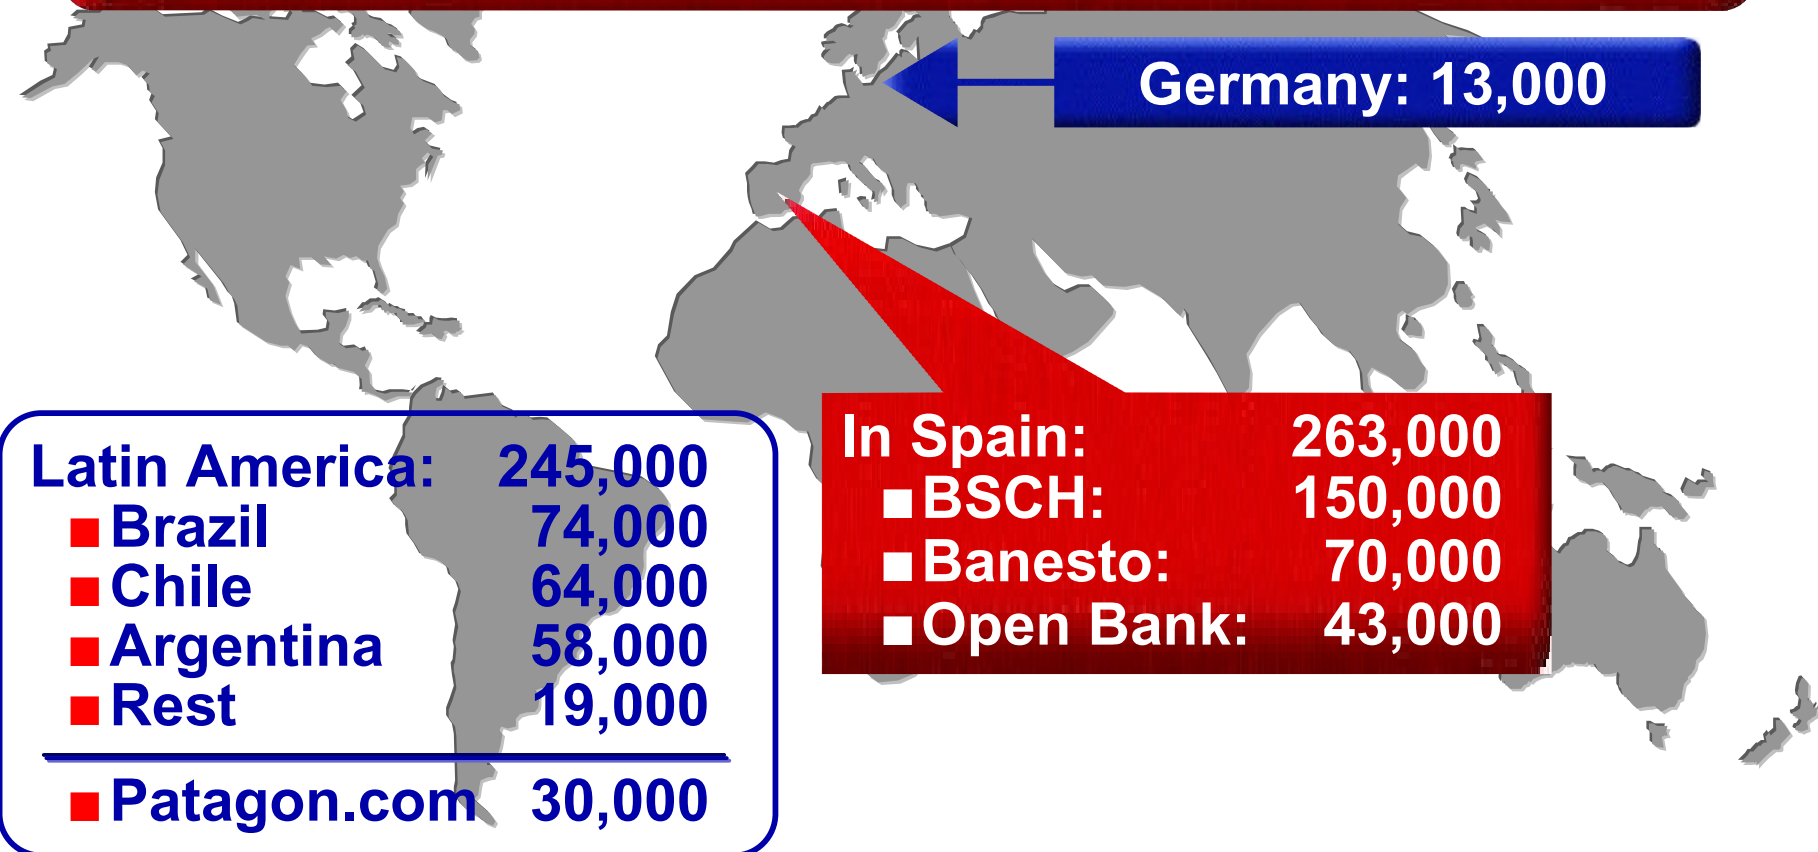 Germany: 13,000
Latin America: 245,000
■ Brazil 74,000
■ Chile 64,000
■ Argentina 58,000
■ Rest 19,000
■ Patagon.com 30,000
In Spain: 263,000
■ BSCH: 150,000
■ Banesto: 70,000
■ Open Bank: 43,000